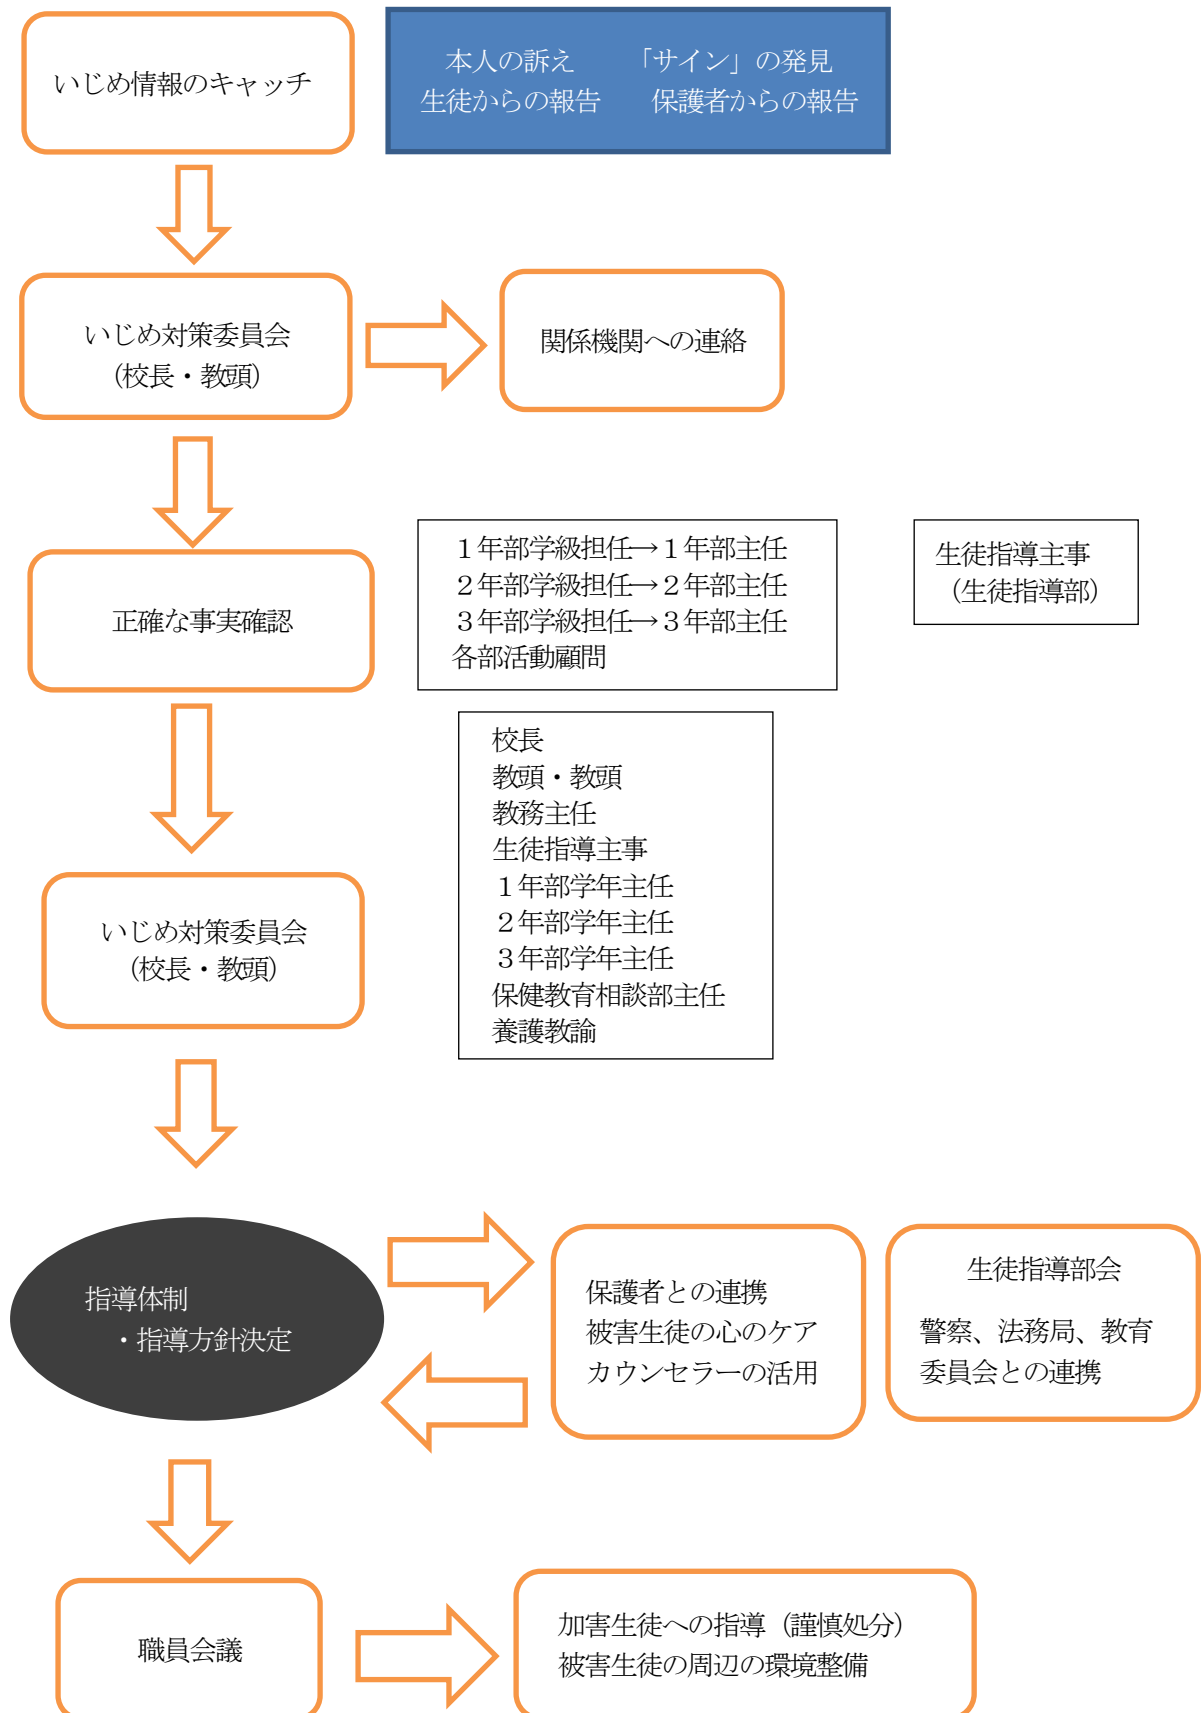 いじめ情報のキャッチ
本人の訴え　　「サイン」の発見
生徒からの報告　　保護者からの報告
いじめ対策委員会
（校長・教頭）
関係機関への連絡
正確な事実確認
１年部学級担任→１年部主任
２年部学級担任→２年部主任
３年部学級担任→３年部主任
各部活動顧問
生徒指導主事
（生徒指導部）
校長
教頭・教頭
教務主任
生徒指導主事
１年部学年主任
２年部学年主任
３年部学年主任
保健教育相談部主任
養護教諭
いじめ対策委員会
（校長・教頭）
指導体制
・指導方針決定
保護者との連携
被害生徒の心のケア
カウンセラーの活用
生徒指導部会
警察、法務局、教育
委員会との連携
職員会議
加害生徒への指導（謹慎処分）
被害生徒の周辺の環境整備